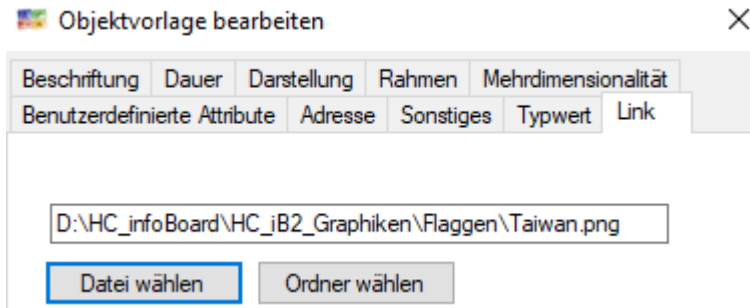 Objektvorlage bearbeiten
Beschriftung Dauer Darstellung Rahmen Mehrdimensionalität
Benutzerdefinierte Attribute Adresse Sonstiges Typwert Link
D:\HC_infoBoard\HC_iB2_Graphiken\Flaggen\Taiwan.png
Datei wählen Ordner wählen